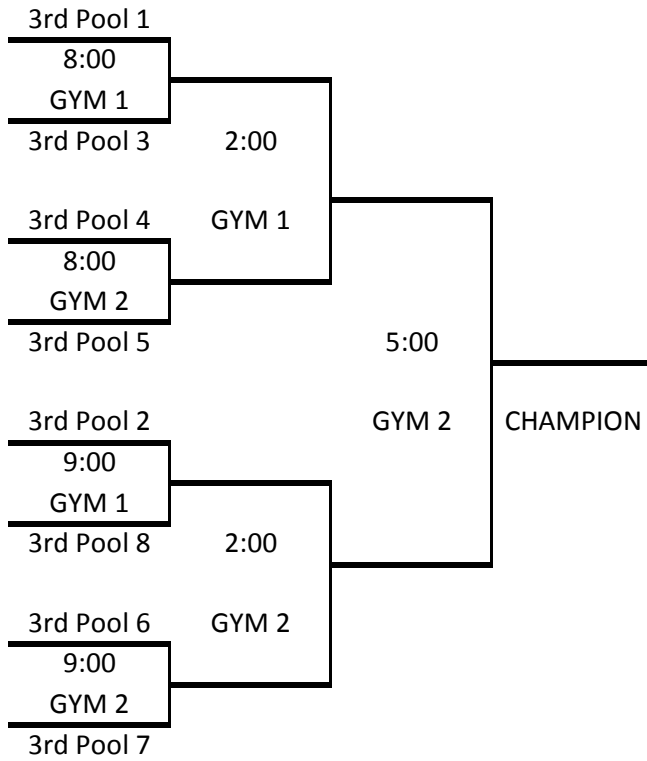 3rd Pool 1
8:00
GYM 1
3rd Pool 3
2:00
GYM 1
3rd Pool 4
8:00
GYM 2
3rd Pool 5
5:00
GYM 2
CHAMPION
3rd Pool 2
9:00
GYM 1
3rd Pool 8
2:00
GYM 2
3rd Pool 6
9:00
GYM 2
3rd Pool 7